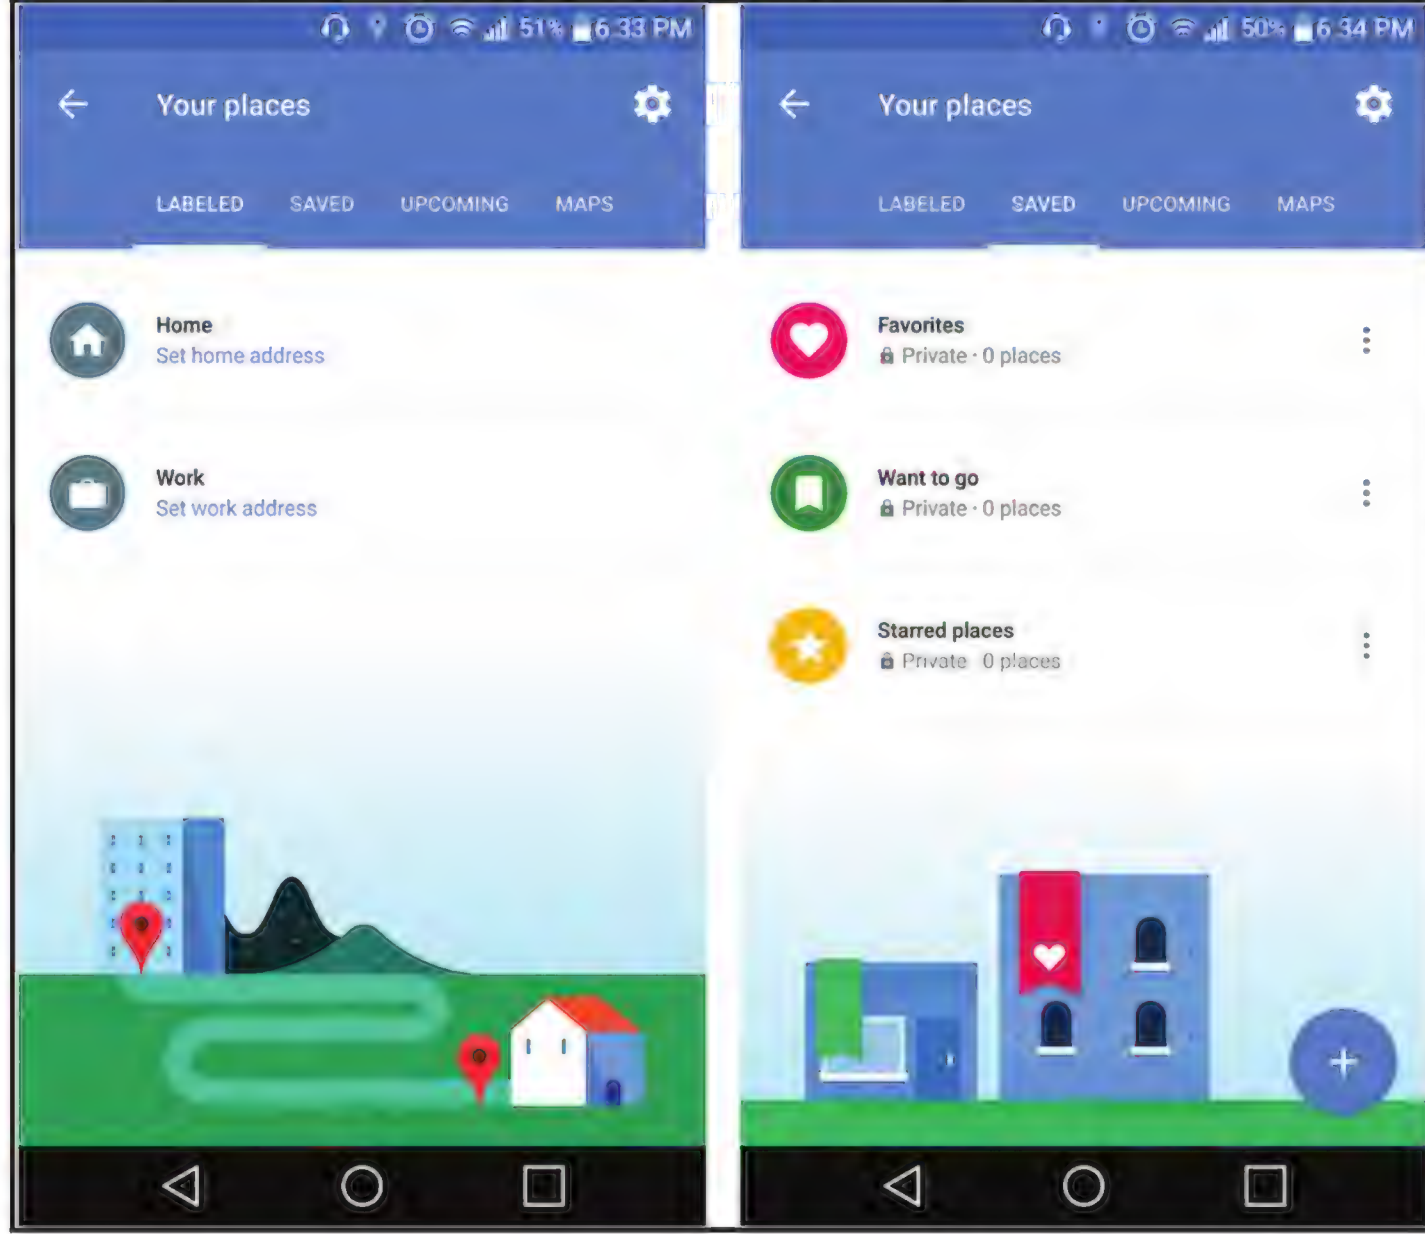 51% 6:33 PM
Your places
LABELED SAVED UPCOMING MAPS
Home
Set home address
Work
Set work address
50% 6:34 PM
Your places
LABELED SAVED UPCOMING MAPS
Favorites
Private · 0 places
Want to go
Private · 0 places
Starred places
Private 0 places